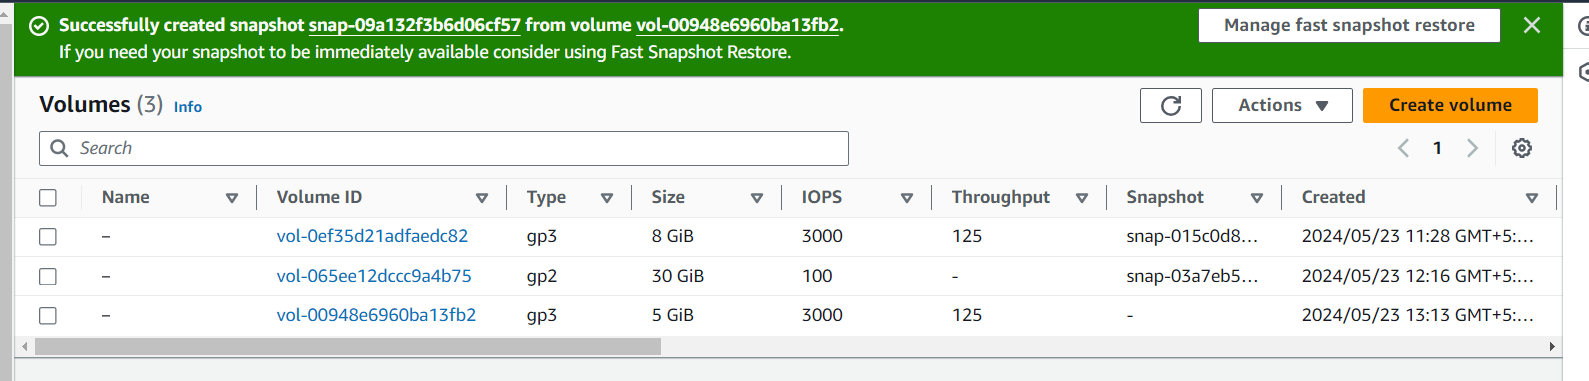 Successfully created snapshot snap-09a132f3b6d06cf57 from volume vol-00948e6960ba13fb2.
If you need your snapshot to be immediately available consider using Fast Snapshot Restore.
Manage fast snapshot restore
Volumes (3) Info
Actions
Create volume
Search
1
Name Volume ID Type Size IOPS Throughput Snapshot Created
– vol-0ef35d21adfaedc82 gp3 8 GiB 3000 125 snap-015c0d8... 2024/05/23 11:28 GMT+5:...
– vol-065ee12dccc9a4b75 gp2 30 GiB 100 - snap-03a7eb5... 2024/05/23 12:16 GMT+5:...
– vol-00948e6960ba13fb2 gp3 5 GiB 3000 125 - 2024/05/23 13:13 GMT+5:...